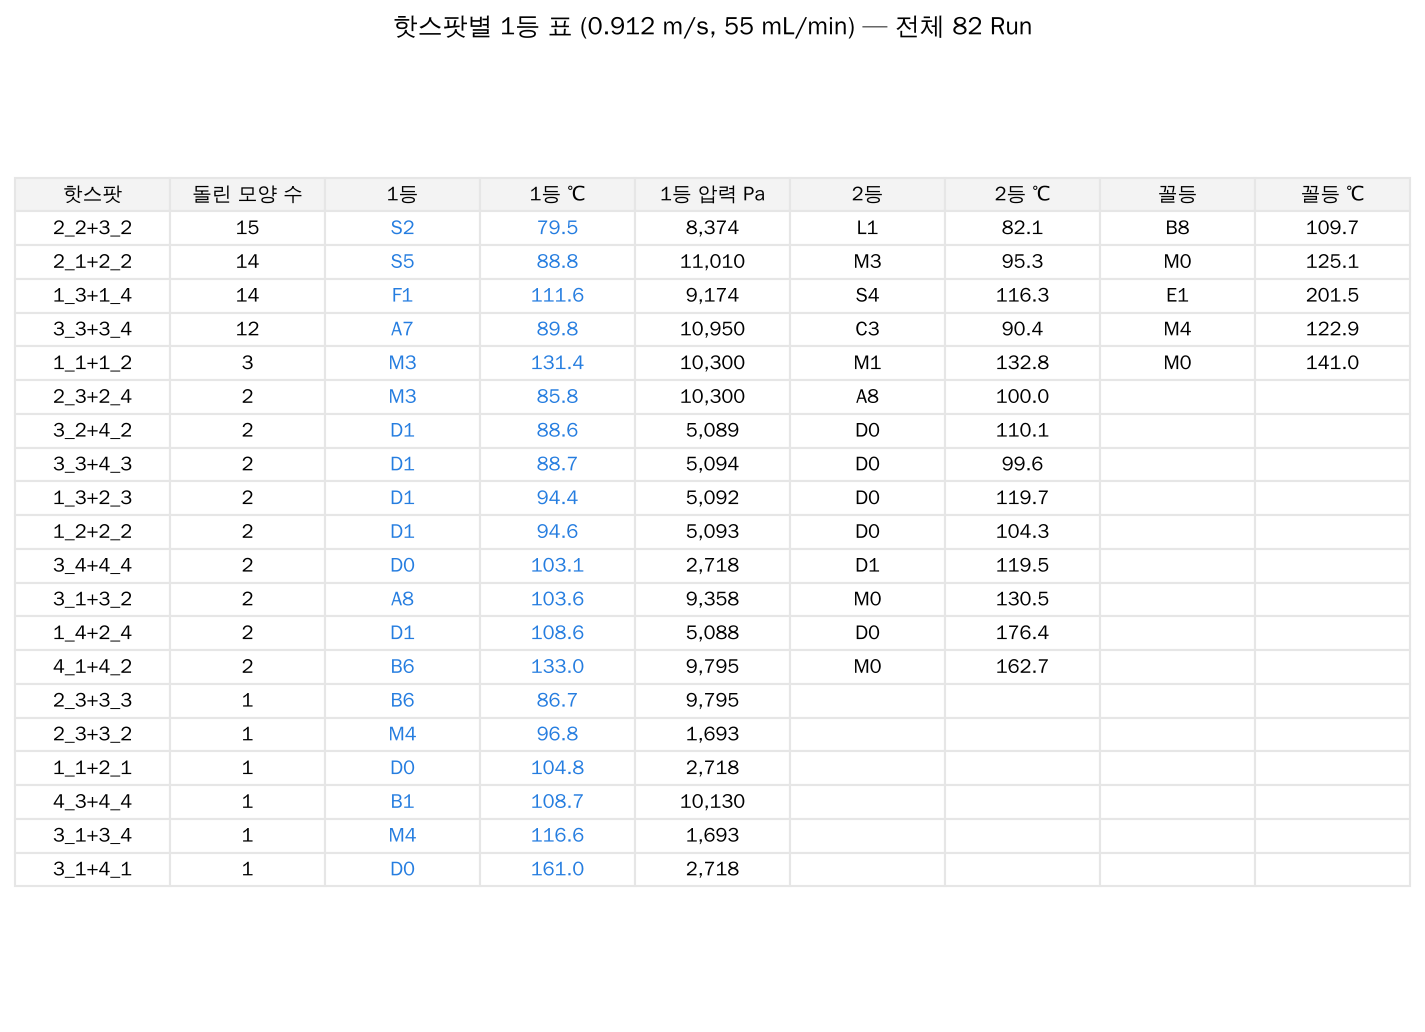 핫스팟별 1등 표 (0.912 m/s, 55 mL/min) — 전체 82 Run
핫스팟 돌린 모양 수 1등 1등 ℃ 1등 압력 Pa 2등 2등 ℃ 꼴등 꼴등 ℃
2_2+3_2 15 S2 79.5 8,374 L1 82.1 B8 109.7
2_1+2_2 14 S5 88.8 11,010 M3 95.3 M0 125.1
1_3+1_4 14 F1 111.6 9,174 S4 116.3 E1 201.5
3_3+3_4 12 A7 89.8 10,950 C3 90.4 M4 122.9
1_1+1_2 3 M3 131.4 10,300 M1 132.8 M0 141.0
2_3+2_4 2 M3 85.8 10,300 A8 100.0
3_2+4_2 2 D1 88.6 5,089 D0 110.1
3_3+4_3 2 D1 88.7 5,094 D0 99.6
1_3+2_3 2 D1 94.4 5,092 D0 119.7
1_2+2_2 2 D1 94.6 5,093 D0 104.3
3_4+4_4 2 D0 103.1 2,718 D1 119.5
3_1+3_2 2 A8 103.6 9,358 M0 130.5
1_4+2_4 2 D1 108.6 5,088 D0 176.4
4_1+4_2 2 B6 133.0 9,795 M0 162.7
2_3+3_3 1 B6 86.7 9,795
2_3+3_2 1 M4 96.8 1,693
1_1+2_1 1 D0 104.8 2,718
4_3+4_4 1 B1 108.7 10,130
3_1+3_4 1 M4 116.6 1,693
3_1+4_1 1 D0 161.0 2,718